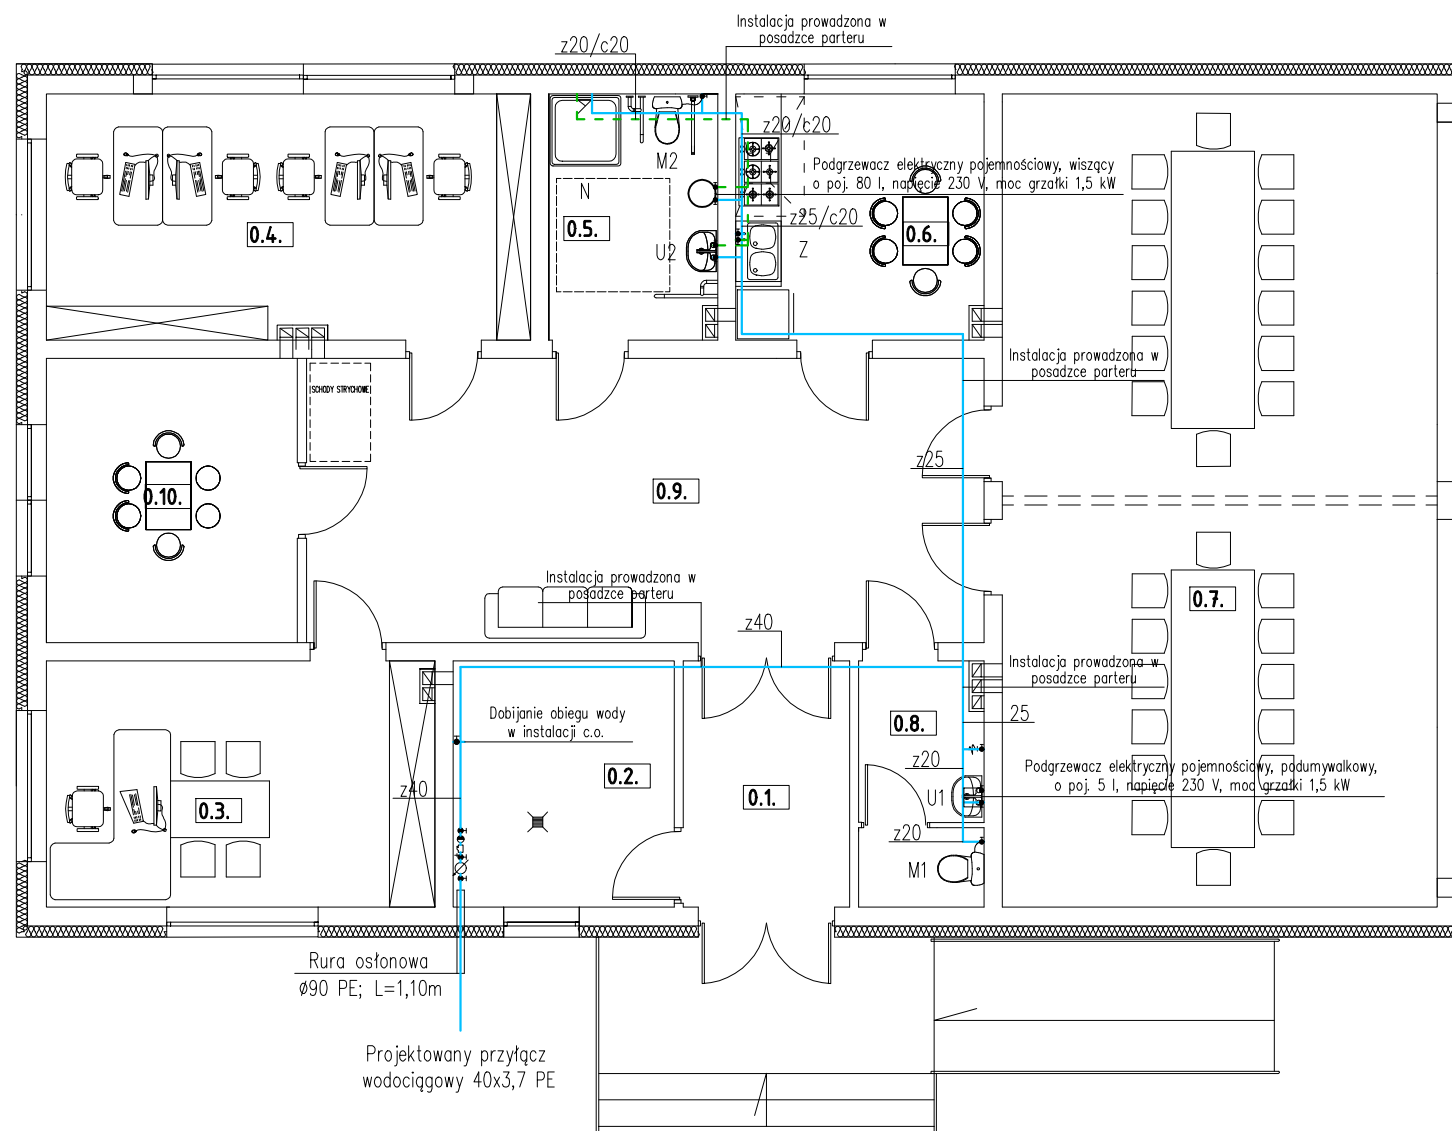 Instalacja prowadzona w
posadzce parteru
z20/c20
z20/c20
M2
Podgrzewacz elektryczny pojemnościowy, wiszący
o poj. 80 l, napięcie 230 V, moc grzałki 1,5 kW
N
z25/c20
0.4.
0.5.
0.6.
U2
Z
Instalacja prowadzona w
posadzce parteru
SCHODY STRYCHOWE
z25
0.10.
0.9.
Instalacja prowadzona w
posadzce parteru
0.7.
z40
Instalacja prowadzona w
posadzce parteru
Dobijanie obiegu wody
w instalacji c.o.
0.8.
25
z20
Podgrzewacz elektryczny pojemnościowy, podumywalkowy,
o poj. 5 l, napięcie 230 V, moc grzałki 1,5 kW
z40
0.2.
0.3.
0.1.
U1
z20
M1
Rura osłonowa
ø90 PE; L=1,10m
Projektowany przyłącz
wodociągowy 40x3,7 PE